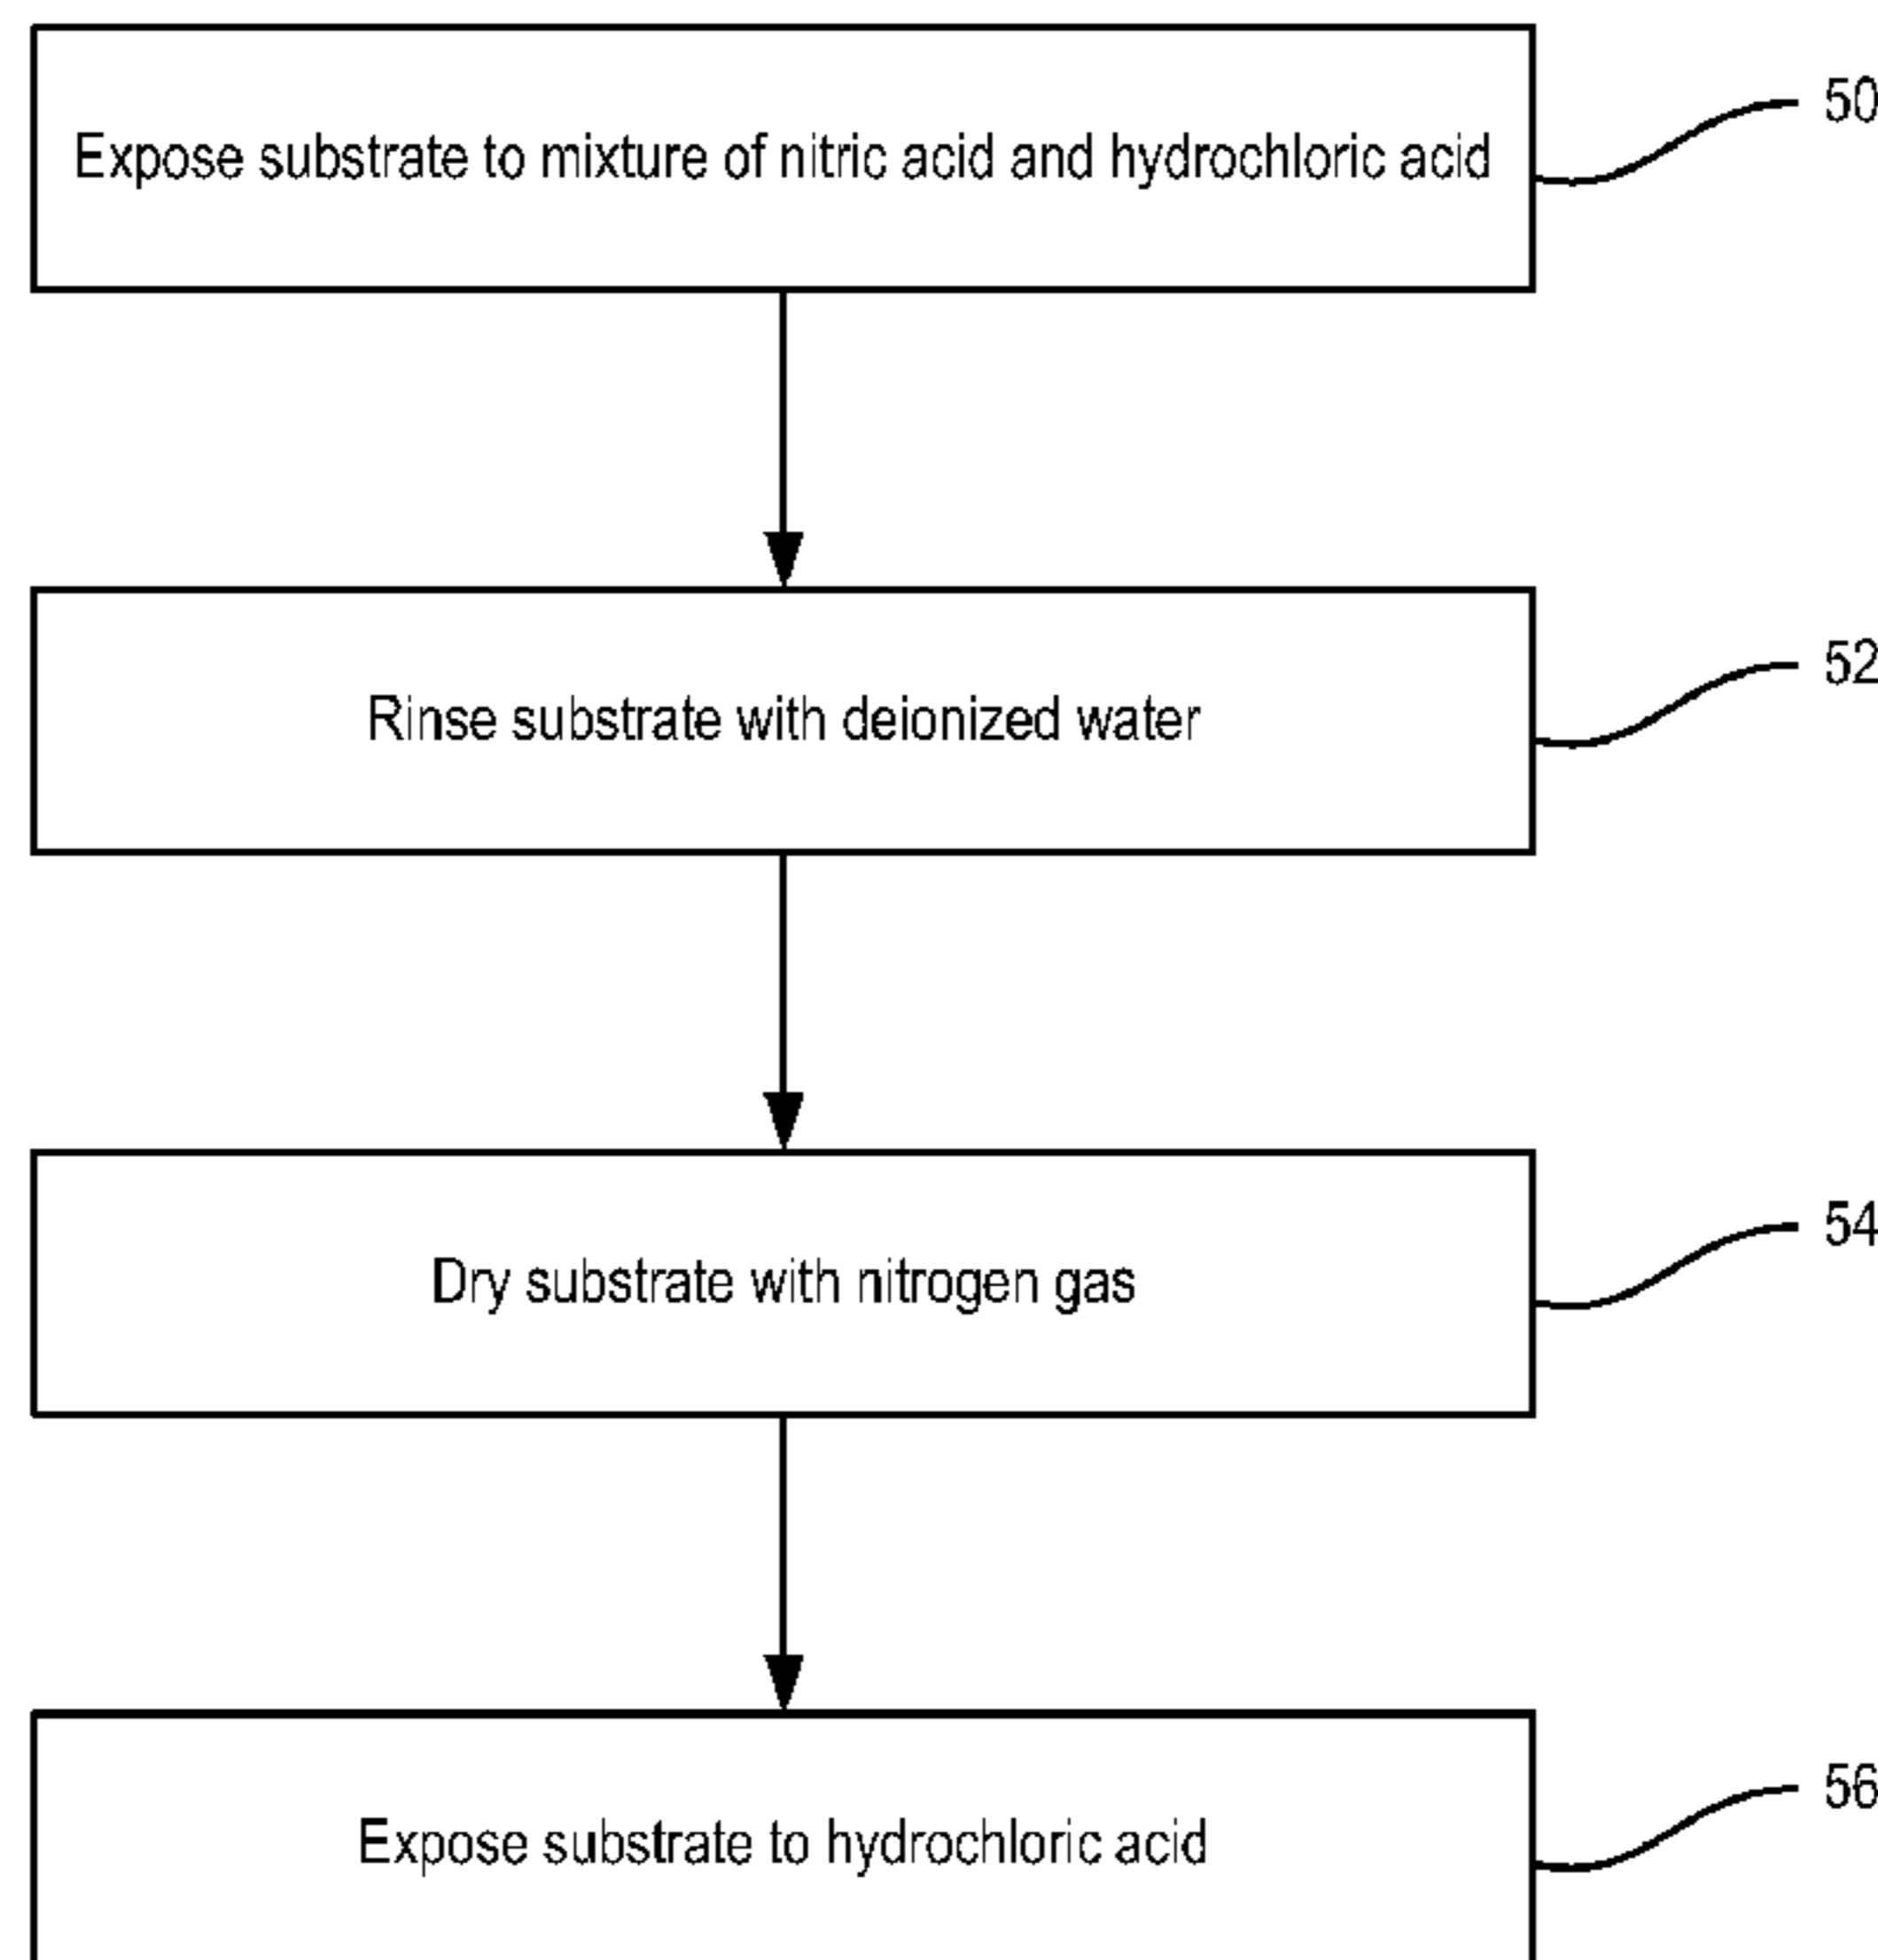 Expose substrate to mixture of nitric acid and hydrochloric acid
50
Rinse substrate with deionized water
52
Dry substrate with nitrogen gas
54
Expose substrate to hydrochloric acid
56